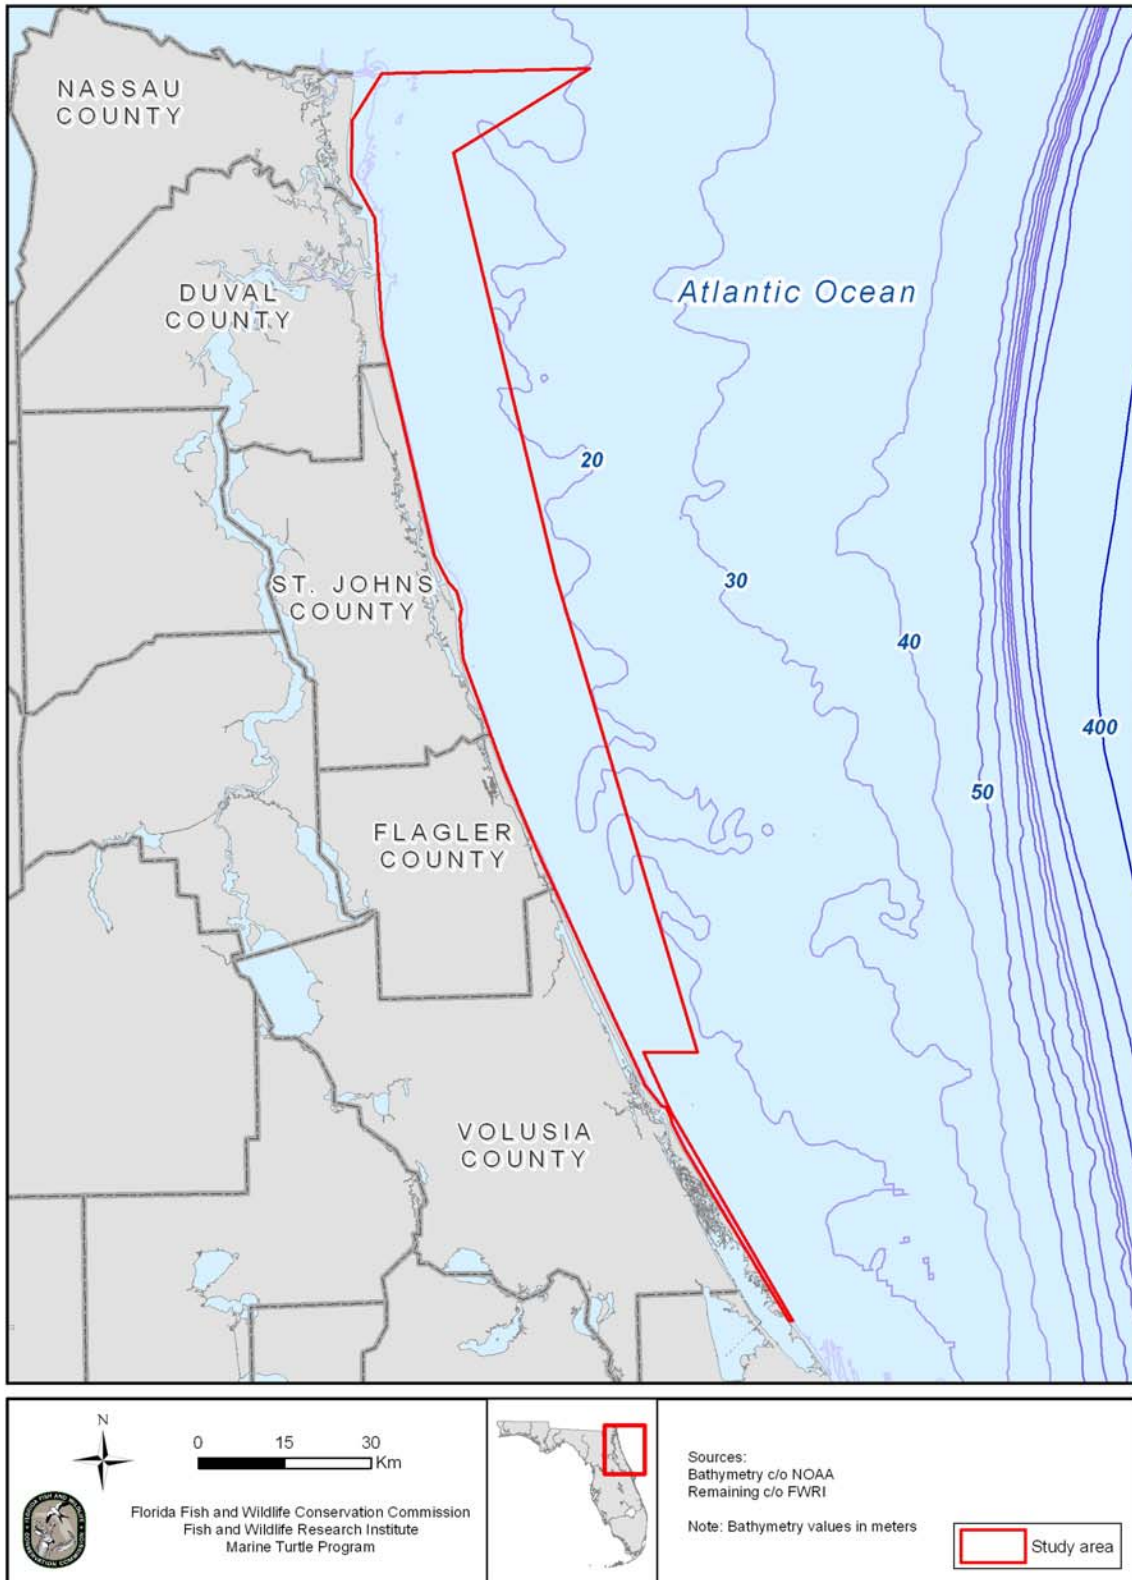 NASSAU
COUNTY
DUVAL
COUNTY
Atlantic Ocean
20
ST. JOHNS
COUNTY
30
40
400
50
FLAGLER
COUNTY
VOLUSIA
COUNTY
N
0 15 30
Km
Florida Fish and Wildlife Conservation Commission
Fish and Wildlife Research Institute
Marine Turtle Program
Sources:
Bathymetry c/o NOAA
Remaining c/o FWRI
Note: Bathymetry values in meters
Study area